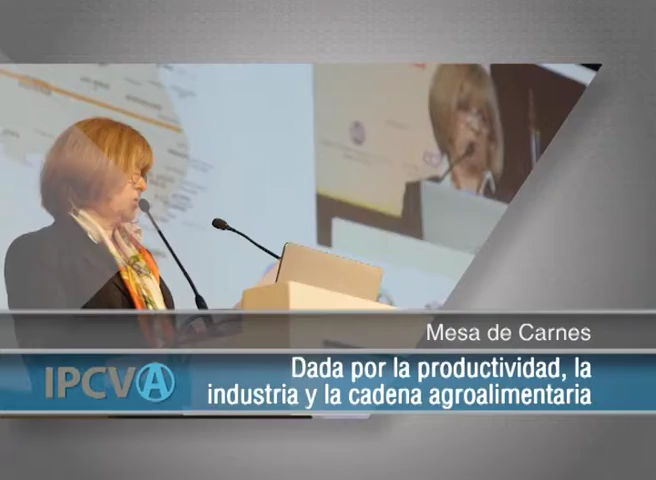 Mesa de Carnes
IPCVA
Dada por la productividad, la
industria y la cadena agroalimentaria